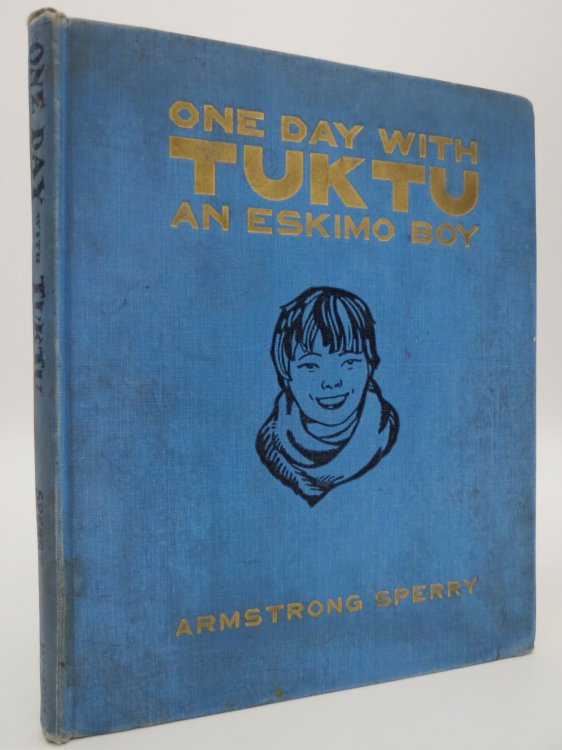 ONE DAY WITH
TUKTU
AN ESKIMO BOY
ARMSTRONG SPERRY
ONE DAY WITH TUKTU